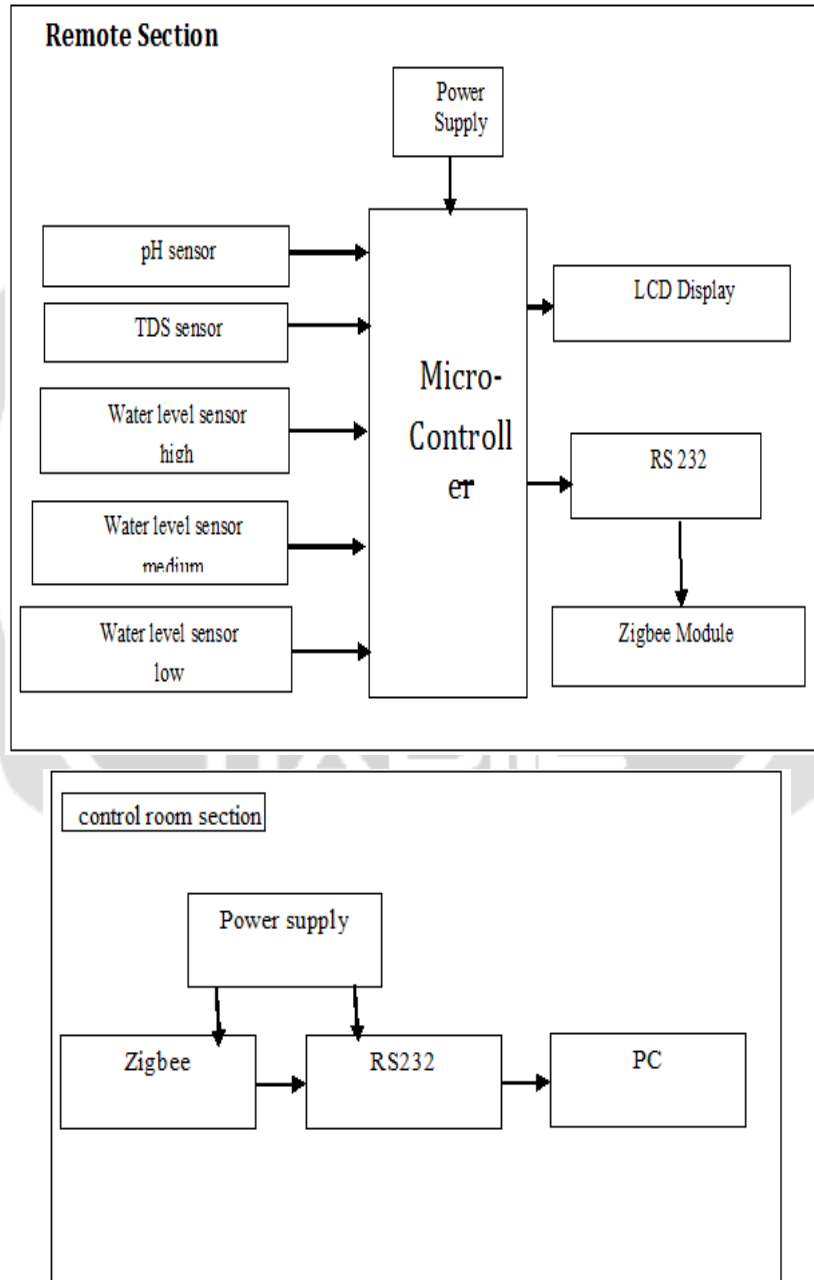 Remote Section
Power
Supply
pH sensor
TDS sensor
Water level sensor
high
Water level sensor
medium
Water level sensor
low
Micro-
Controll
er
LCD Display
RS 232
Zigbee Module
control room section
Power supply
Zigbee
RS232
PC